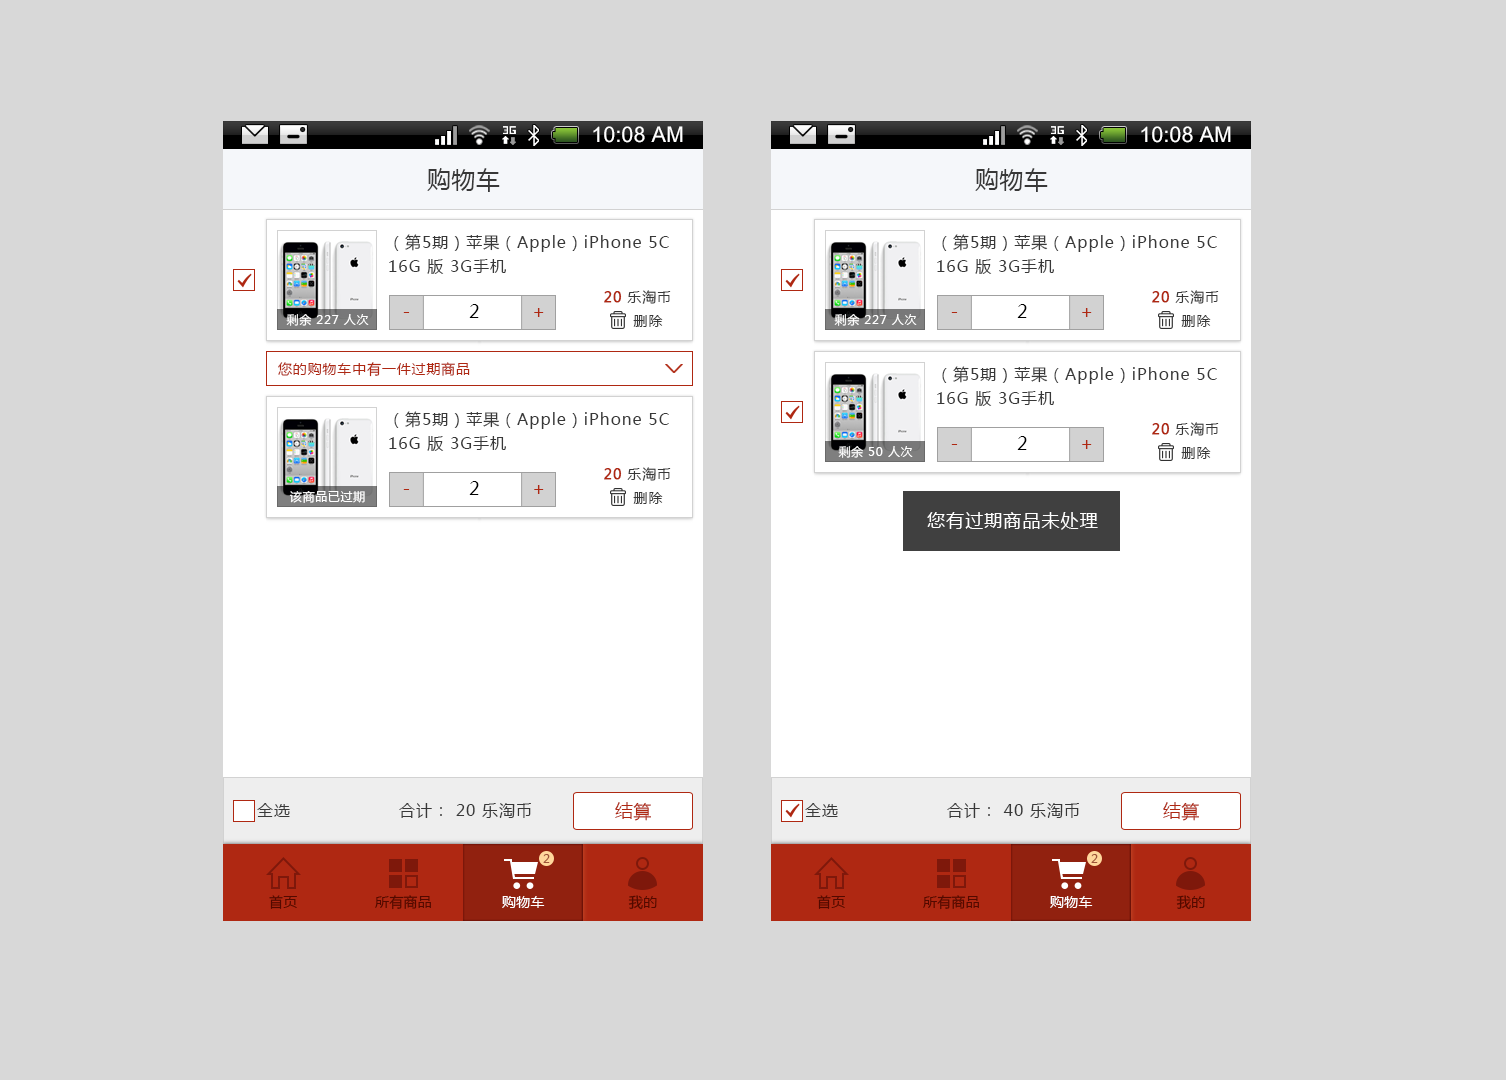 10:08 AM
购物车
（第5期）苹果（Apple）iPhone 5C
16G 版 3G手机
剩余 227 人次
- 2 +
20 乐淘币
删除
您的购物车中有一件过期商品
（第5期）苹果（Apple）iPhone 5C
16G 版 3G手机
该商品已过期
- 2 +
20 乐淘币
删除
全选
合计： 20 乐淘币
结算
首页
所有商品
2
购物车
我的
10:08 AM
购物车
（第5期）苹果（Apple）iPhone 5C
16G 版 3G手机
剩余 227 人次
- 2 +
20 乐淘币
删除
（第5期）苹果（Apple）iPhone 5C
16G 版 3G手机
剩余 50 人次
- 2 +
20 乐淘币
删除
您有过期商品未处理
全选
合计： 40 乐淘币
结算
首页
所有商品
2
购物车
我的